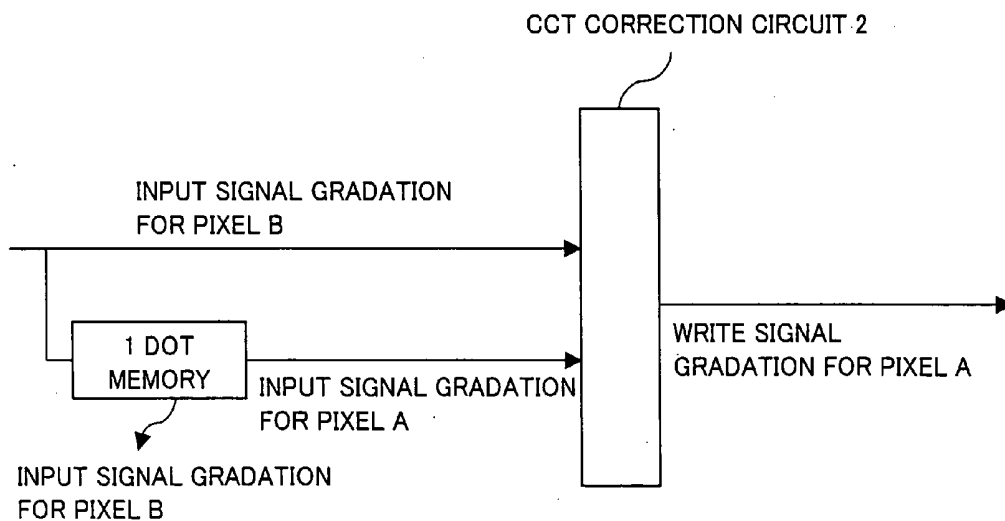 CCT CORRECTION CIRCUIT 2
INPUT SIGNAL GRADATION
FOR PIXEL B
1 DOT
MEMORY
INPUT SIGNAL GRADATION
FOR PIXEL A
WRITE SIGNAL
GRADATION FOR PIXEL A
INPUT SIGNAL GRADATION
FOR PIXEL B